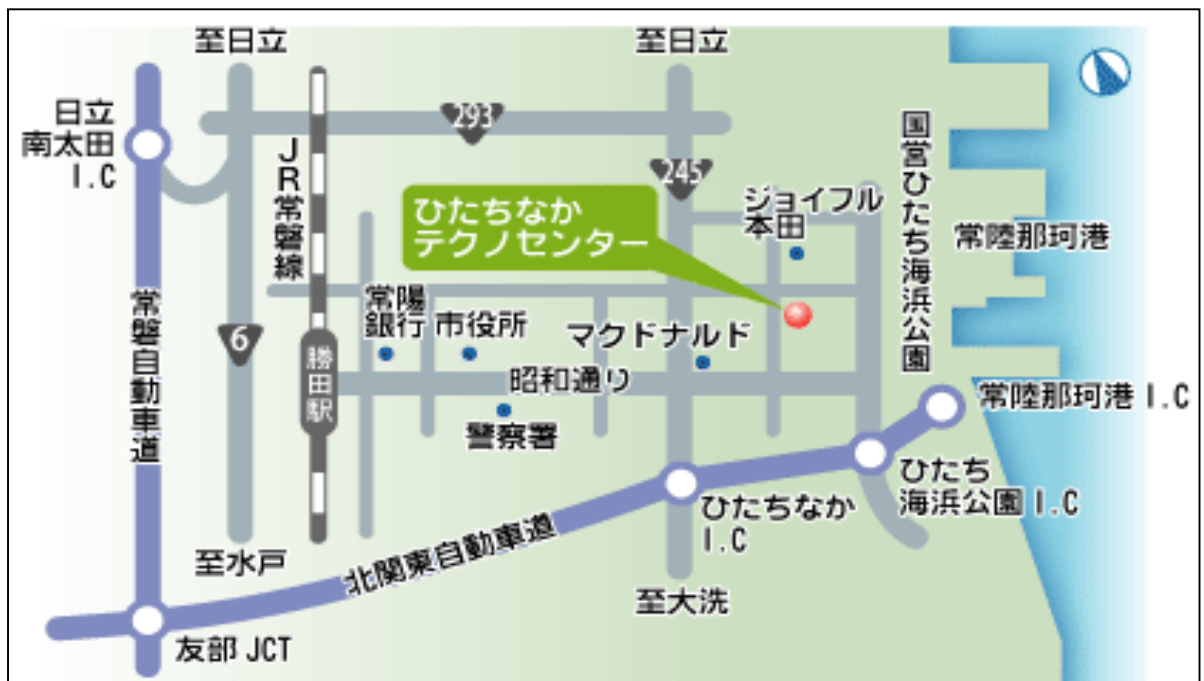 至日立
至日立
日立
南太田
I.C
293
JR常磐線
245
国営ひたち海浜公園
ジョイフル
本田
ひたちなか
テクノセンター
常陸那珂港
常磐自動車道
6
常陽
銀行
市役所
マクドナルド
勝田駅
昭和通り
常陸那珂港 I.C
警察署
ひたち
海浜公園 I.C
ひたちなか
I.C
至水戸
北関東自動車道
至大洗
友部 JCT